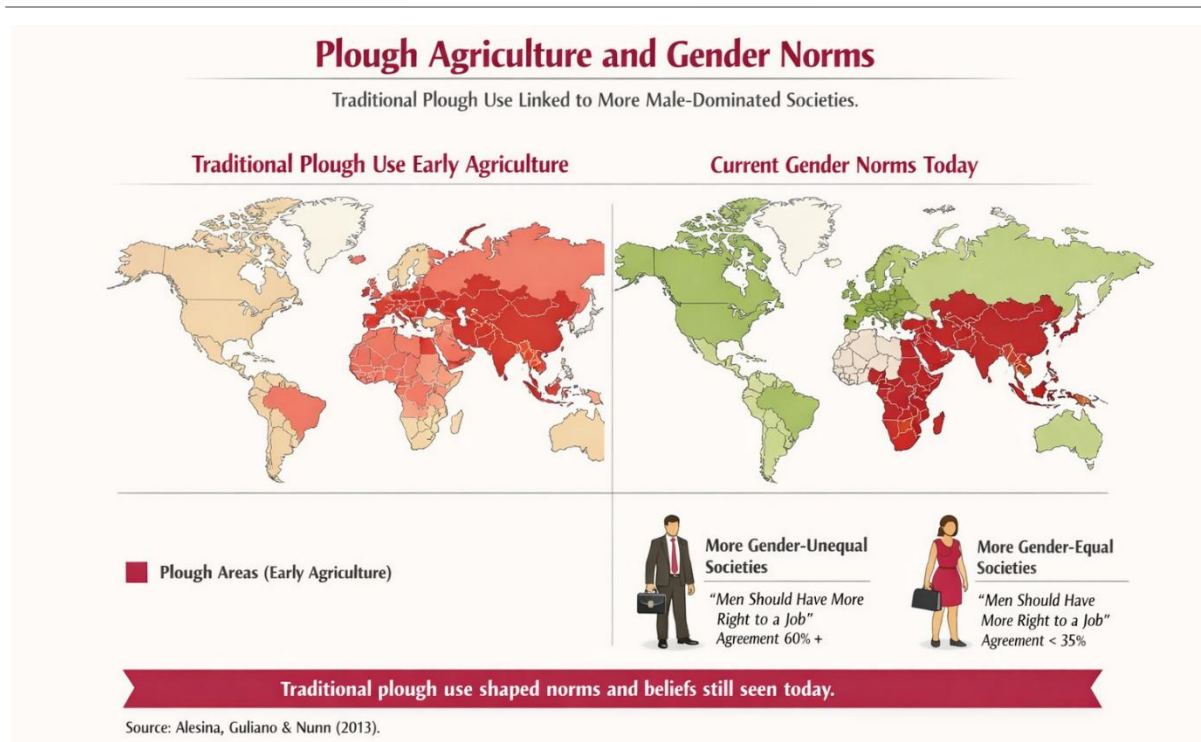 Plough Agriculture and Gender Norms
Traditional Plough Use Linked to More Male-Dominated Societies.
Traditional Plough Use Early Agriculture
Current Gender Norms Today
Plough Areas (Early Agriculture)
More Gender-Unequal
Societies
"Men Should Have More
Right to a Job"
Agreement 60% +
More Gender-Equal
Societies
"Men Should Have
More Right to a Job"
Agreement < 35%
Traditional plough use shaped norms and beliefs still seen today.
Source: Alesina, Guliano & Nunn (2013).